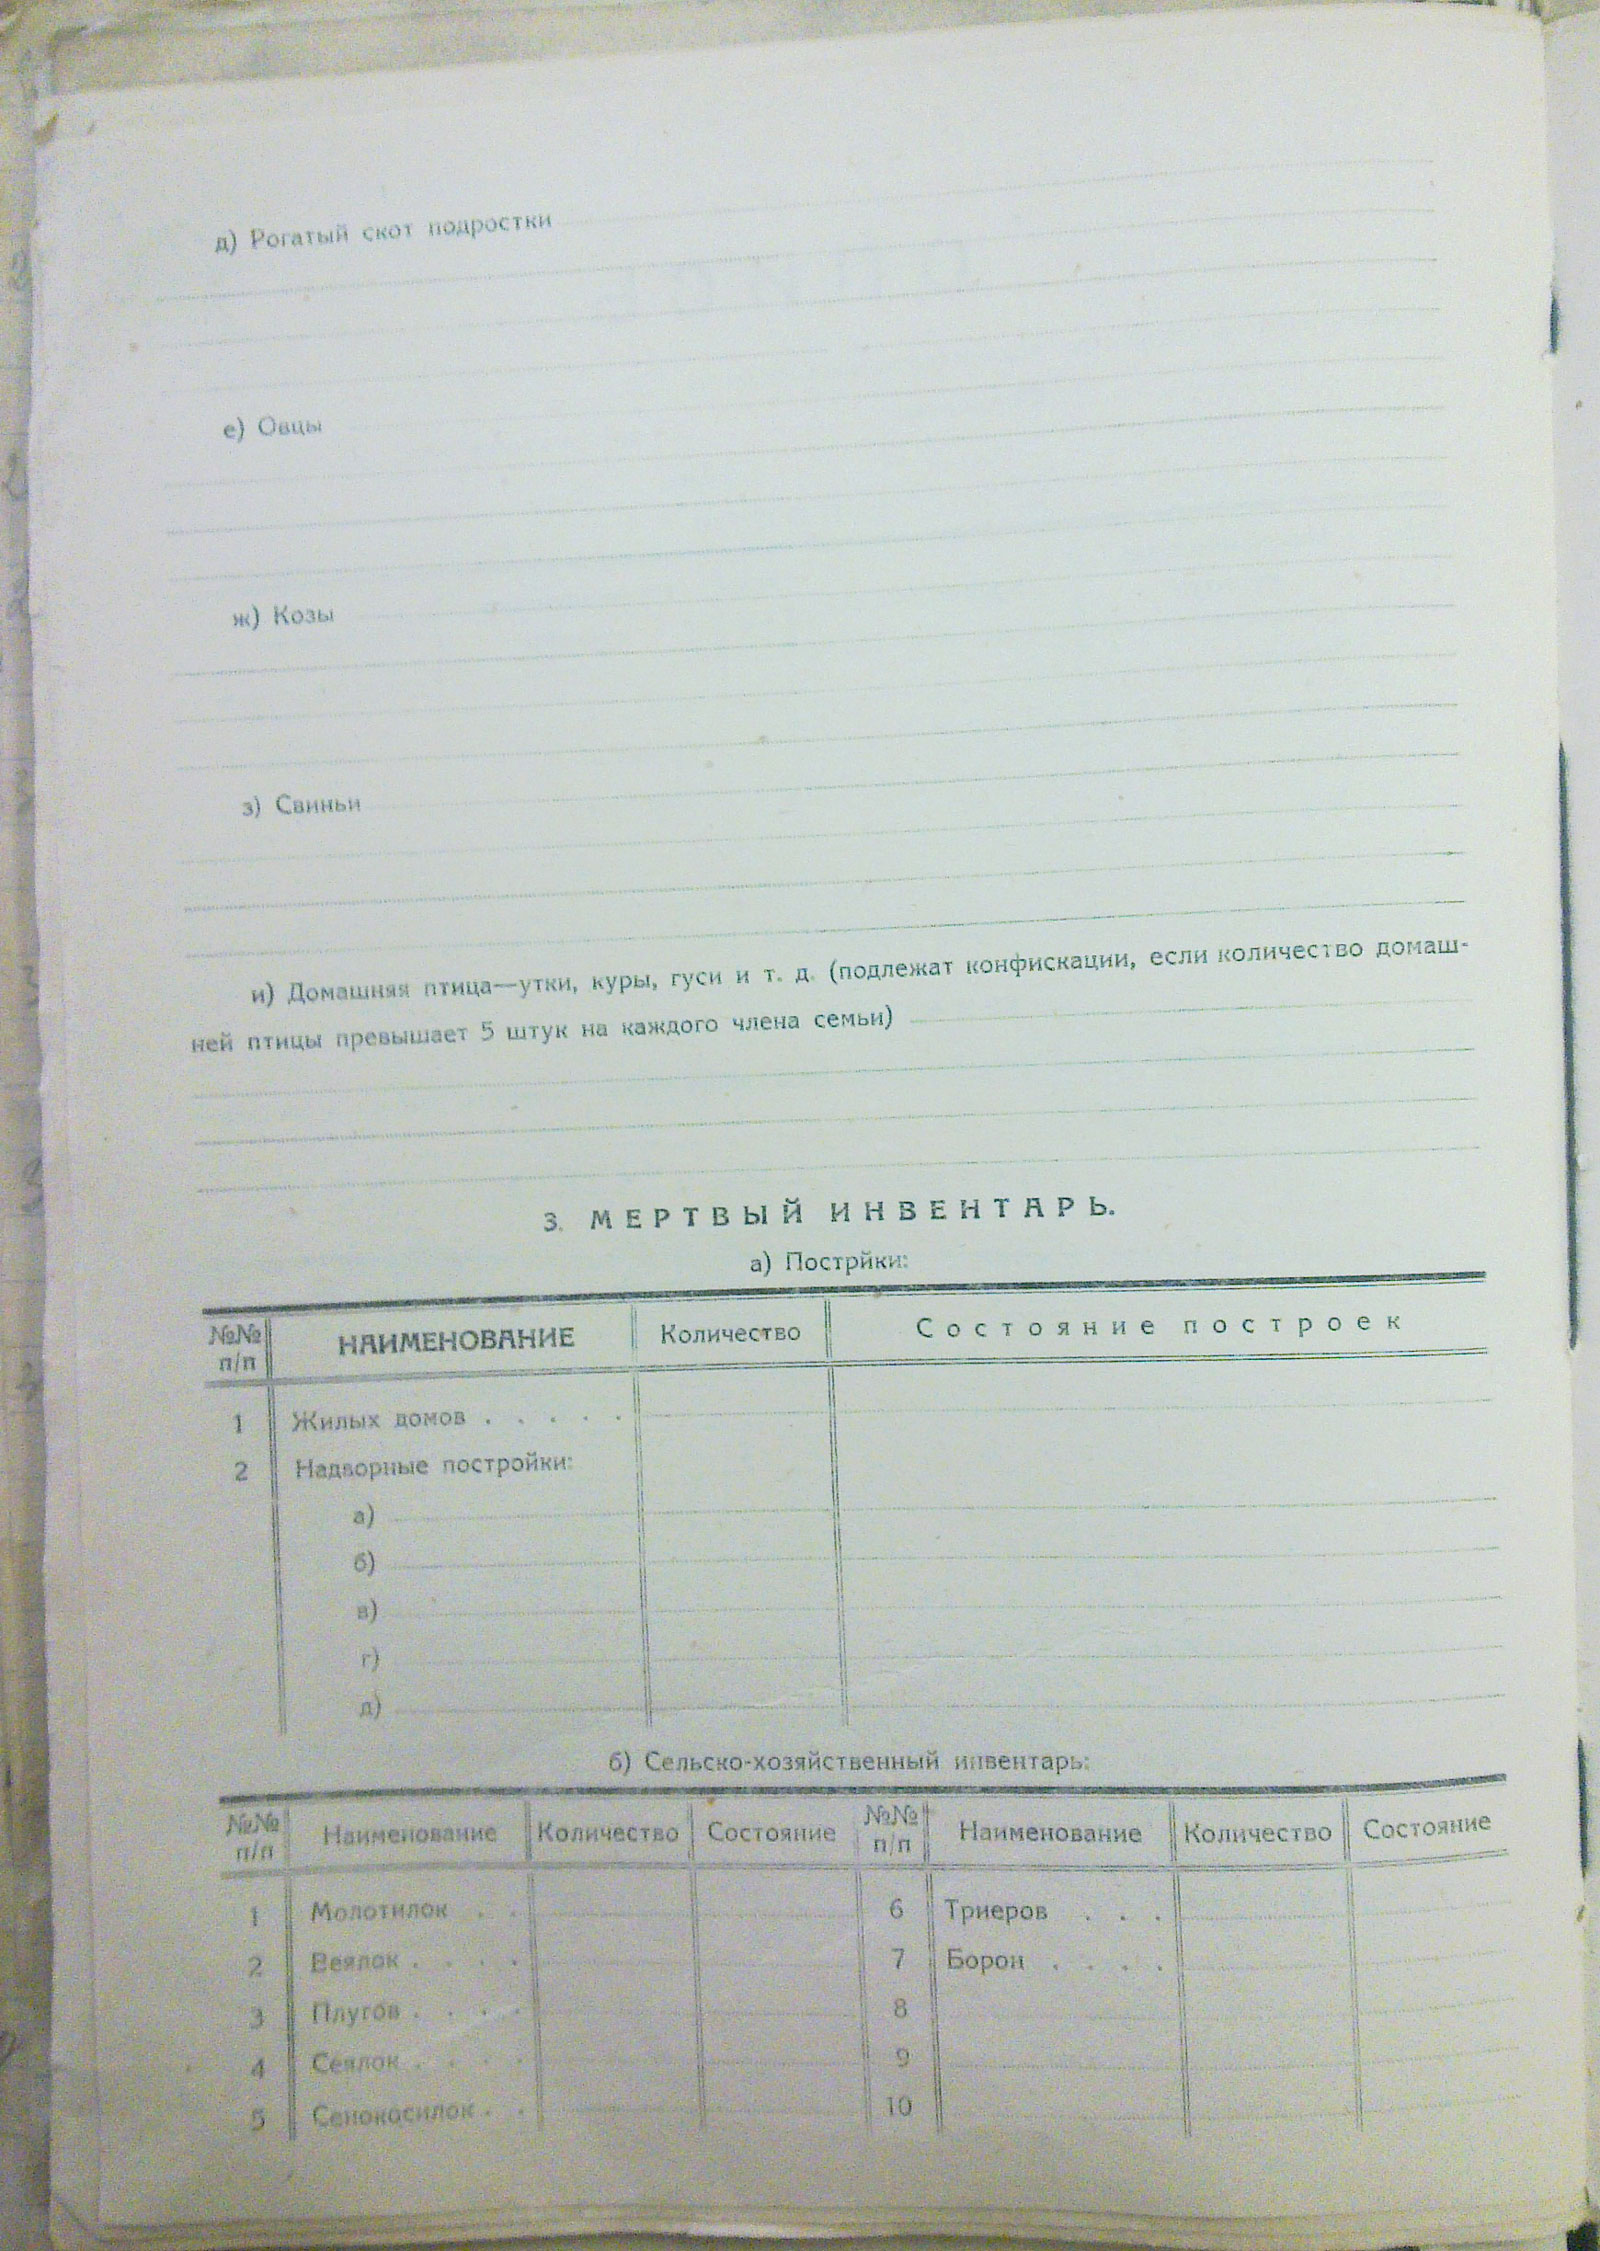 д) Рогатый скот подростки
е) Овцы
ж) Козы
з) Свиньи
и) Домашняя птица—утки, куры, гуси и т. д. (подлежат конфискации, если количество домаш-
ней птицы превышает 5 штук на каждого члена семьи)
3. МЕРТВЫЙ ИНВЕНТАРЬ.
а) Пострйки:
№№ п/п НАИМЕНОВАНИЕ Количество Состояние построек
1 Жилых домов . . . . .
2 Надворные постройки:
а)
б)
в)
г)
д)
б) Сельско-хозяйственный инвентарь:
№№ п/п Наименование Количество Состояние №№ п/п Наименование Количество Состояние
1 Молотилок . . 6 Триеров . . .
2 Веялок . . . . 7 Борон . . . .
3 Плугов . . . . 8
4 Сеялок . . . . 9
5 Сенокосилок . . 10